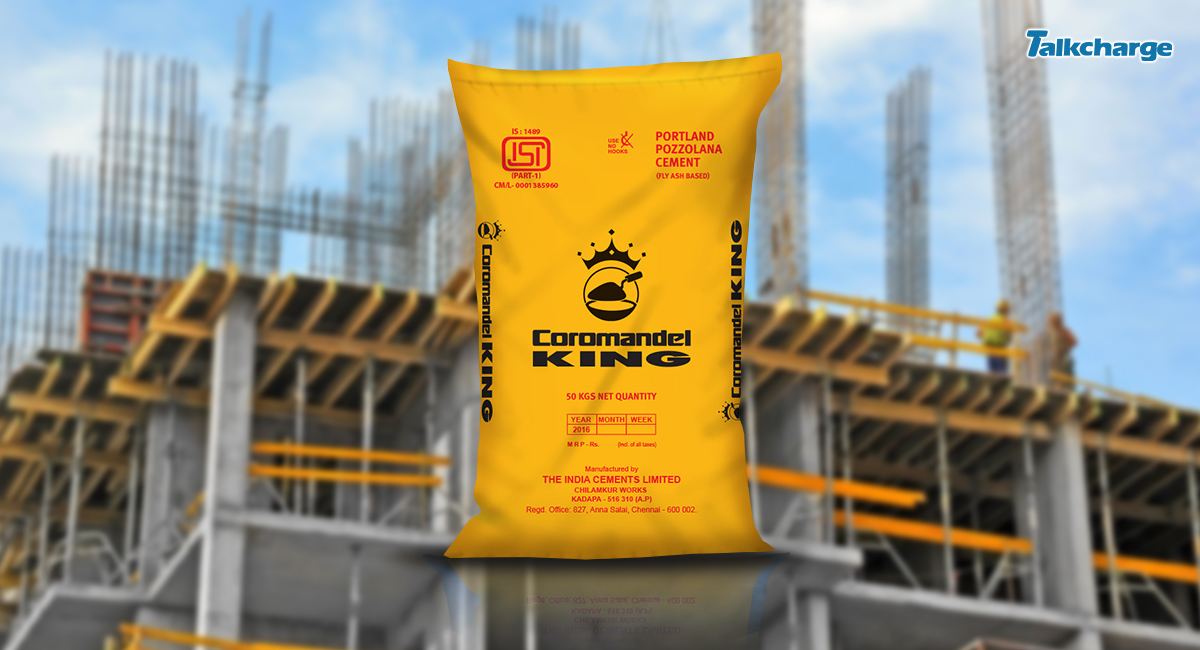 Talkcharge
IS : 1489
ISI
(PART-1)
CM/L- 0001385960
USE
NO
HOOKS
PORTLAND
POZZOLANA
CEMENT
(FLY ASH BASED)
Coromandel KING
Coromandel KING
Coromandel
KING
50 KGS NET QUANTITY
YEAR MONTH WEEK
2016
M R P - Rs. (Incl. of all taxes)
Manufactured by
THE INDIA CEMENTS LIMITED
CHILAMKUR WORKS
KADAPA - 516 310 (A.P)
Regd. Office: 827, Anna Salai, Chennai - 600 002.